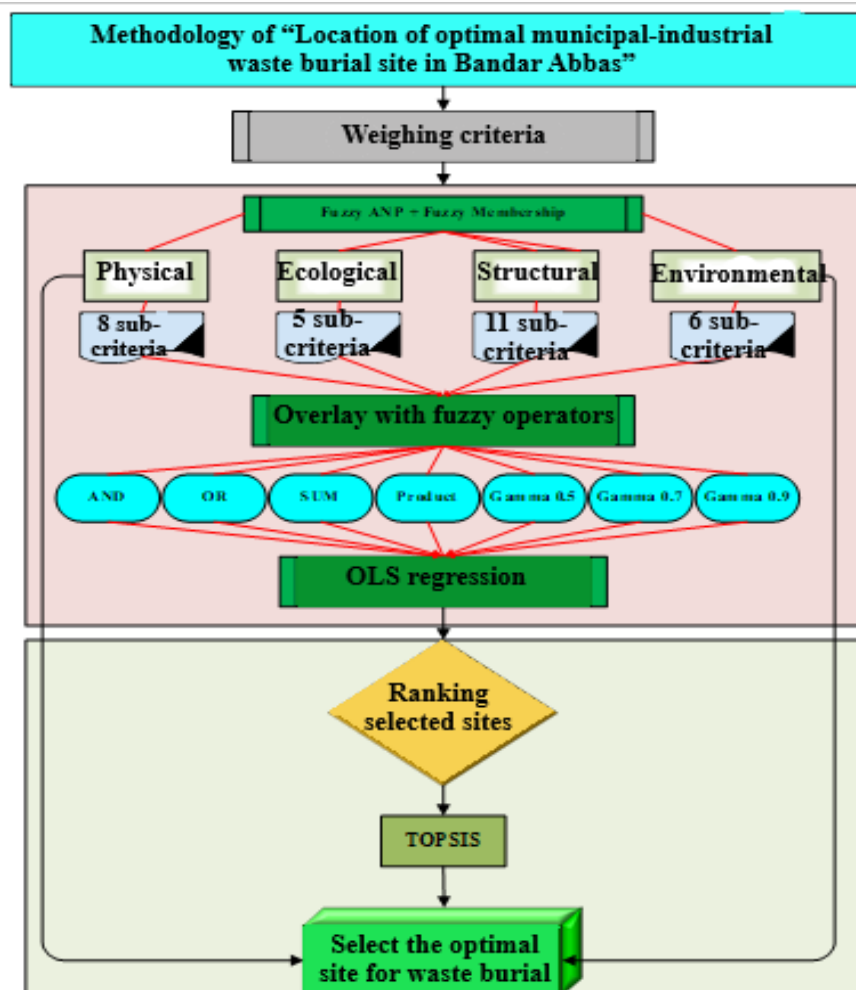 Methodology of “Location of optimal municipal-industrial
waste burial site in Bandar Abbas”
Weighing criteria
Fuzzy ANP + Fuzzy Membership
Physical
Ecological
Structural
Environmental
8 sub-
criteria
5 sub-
criteria
11 sub-
criteria
6 sub-
criteria
Overlay with fuzzy operators
AND
OR
SUM
Product
Gamma 0.5
Gamma 0.7
Gamma 0.9
OLS regression
Ranking
selected sites
TOPSIS
Select the optimal
site for waste burial